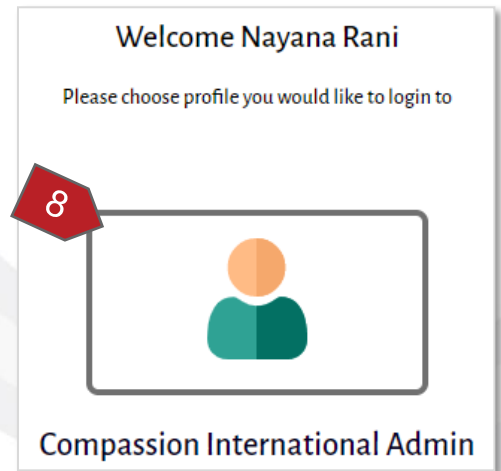 Welcome Nayana Rani
Please choose profile you would like to login to
8
Compassion International Admin